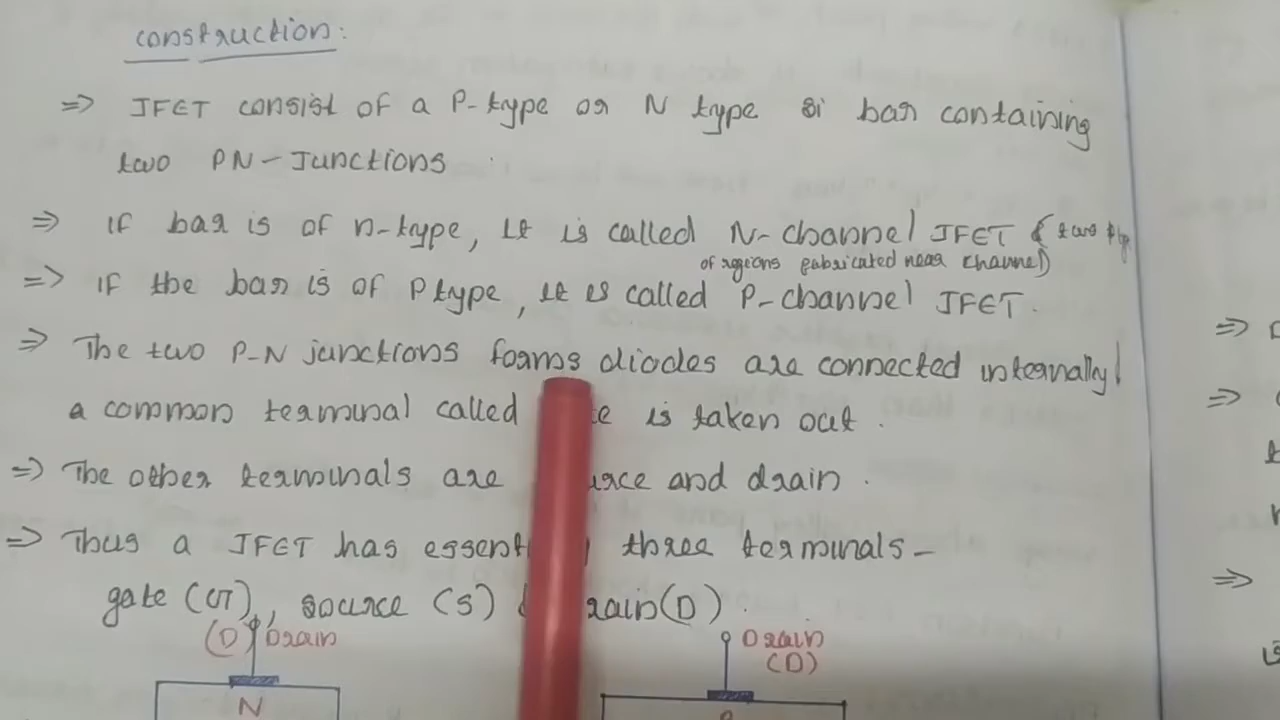 construction:
=> JFET consist of a P-type or N type Si bar containing
two PN-Junctions
=> If bar is of n-type, It is called N-channel JFET (two
of regions fabricated near channel)
=> If the bar is of P type, it is called P-channel JFET.
=> The two P-N junctions forms diodes are connected internally
a common terminal called is taken out.
=> The other terminals are and drain.
=> Thus a JFET has three terminals-
gate (G), source (S)
(D) Drain
Drain
(D)
N